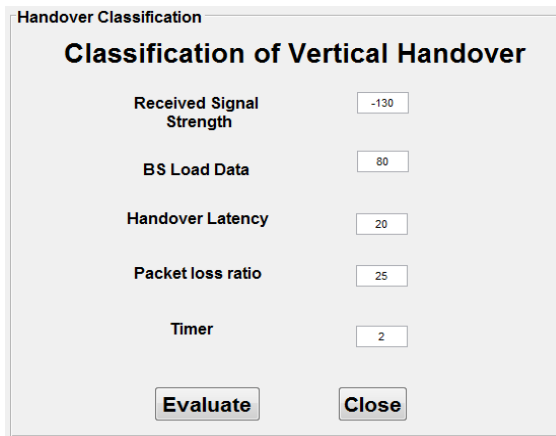 Handover Classification
Classification of Vertical Handover
Received Signal
Strength
-130
BS Load Data
80
Handover Latency
20
Packet loss ratio
25
Timer
2
Evaluate
Close